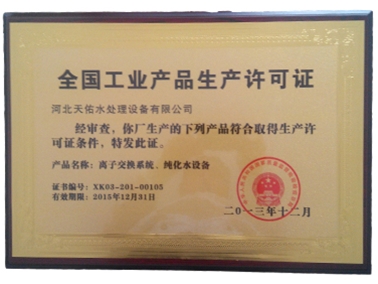 全国工业产品生产许可证
河北天佑水处理设备有限公司
经审查，你厂生产的下列产品符合取得生产许
可证条件，特发此证。
产品名称：离子交换系统、纯化水设备
证书编号：XK03-201-00105
有效期限：2015年12月31日
二〇一三年十二月